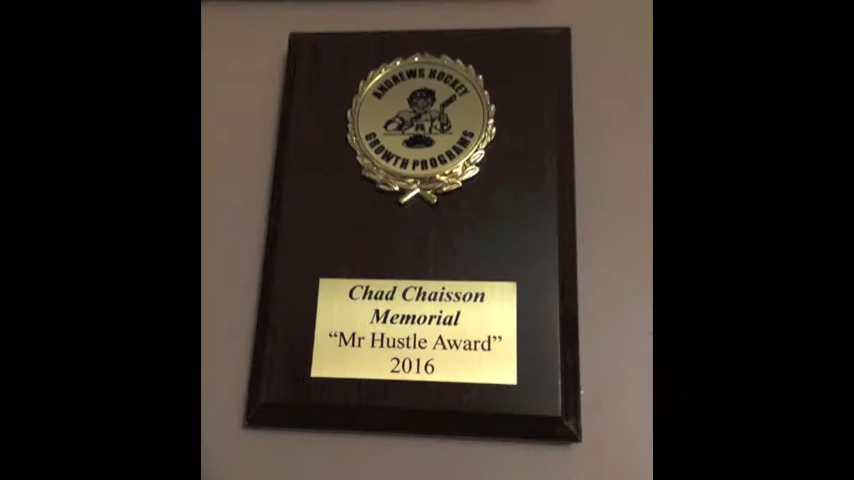 ANDREWS HOCKEY
GROWTH PROGRAMS
Chad Chaisson
Memorial
“Mr Hustle Award”
2016